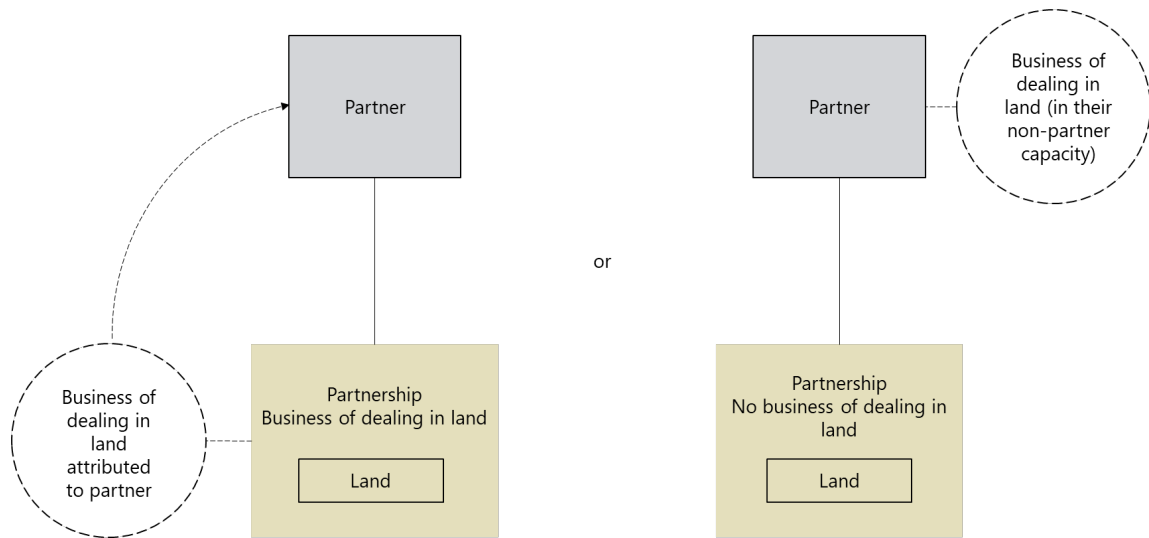 Partner
Business of
dealing in
land
attributed
to partner
Partnership
Business of dealing in land
Land
or
Partner
Business of
dealing in
land (in their
non-partner
capacity)
Partnership
No business of dealing in
land
Land